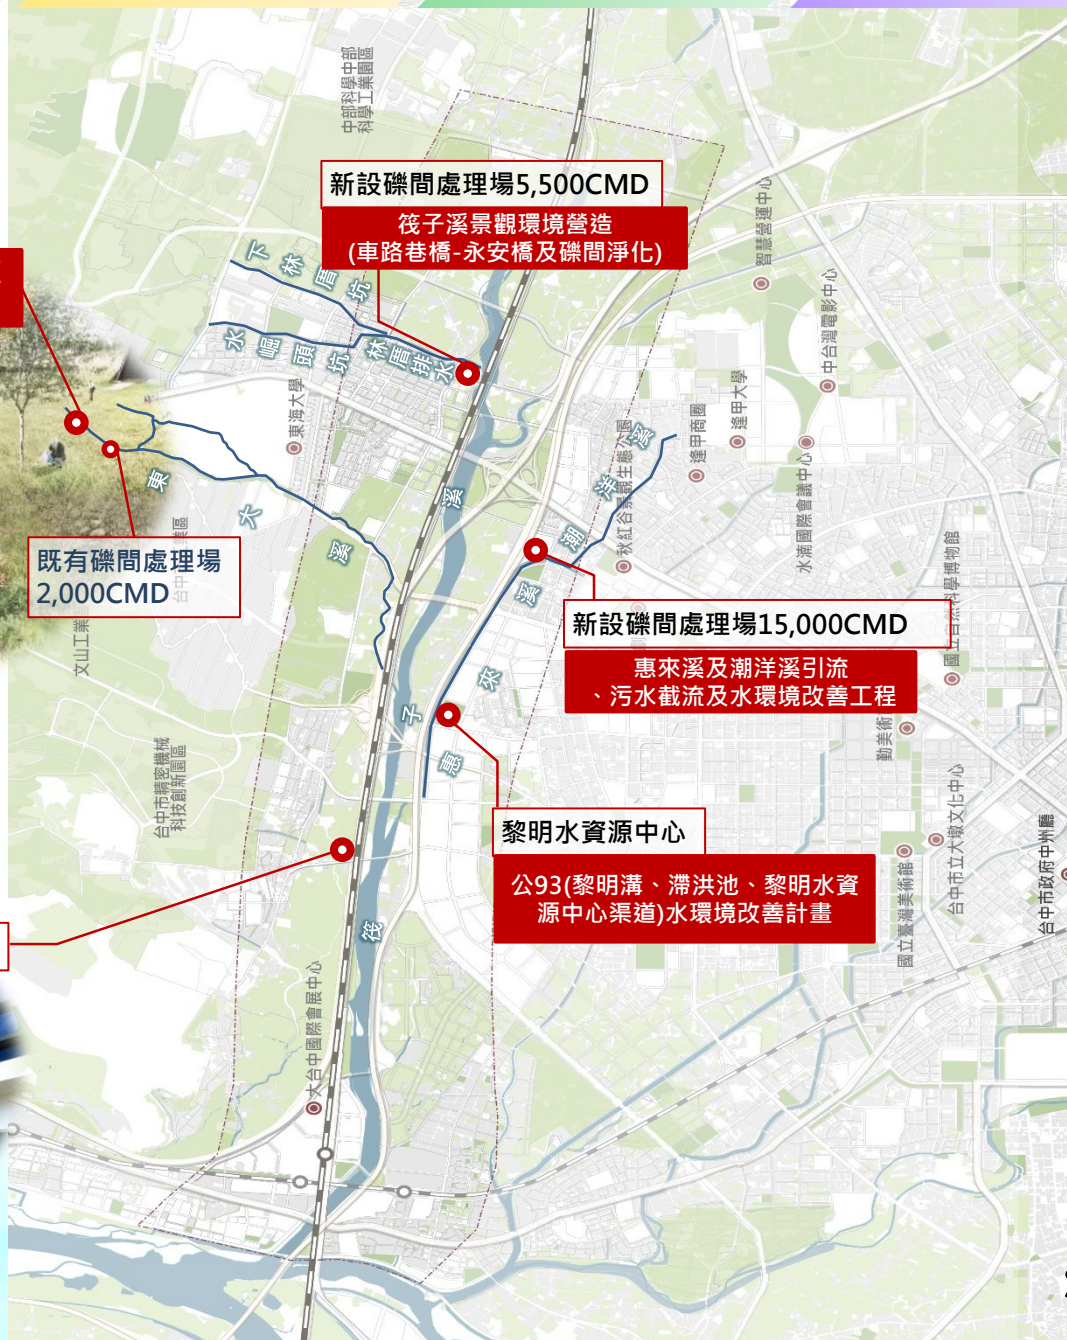 中部科學中部
科學工業園區
新設礫間處理場5,500CMD
筏子溪景觀環境營造
(車路巷橋-永安橋及礫間淨化)
智慧營運中心
下林厝坑
水崛頭坑
林厝排水
中台灣電影中心
東海大學
逢甲大學
逢甲商圈
秋紅谷景觀生態公園
水湳國際會議中心
東大溪
潮洋溪
既有礫間處理場
2,000CMD
國立自然科學博物館
新設礫間處理場15,000CMD
惠來溪及潮洋溪引流
、污水截流及水環境改善工程
文山工業
惠來溪
筏子溪
勤美術
台中市精密機械
科技創新園區
黎明水資源中心
公93(黎明溝、滯洪池、黎明水資
源中心渠道)水環境改善計畫
國立臺灣美術館
台中市立大墩文化中心
台中市政府中州廳
大台中國際會展中心